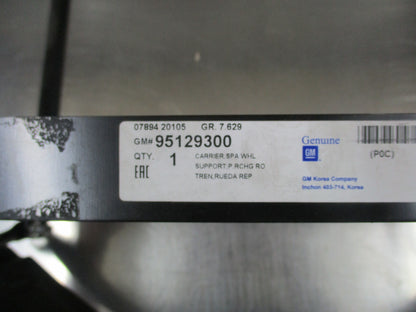 07894 20105 GR. 7.629
GM# 95129300
QTY. 1
CARRIER,SPA WHL
SUPPORT,P.RCHG RO
TREN,RUEDA REP
EAC
Genuine
GM
GM Korea Company
Inchon 403-714, Korea
(P0C)